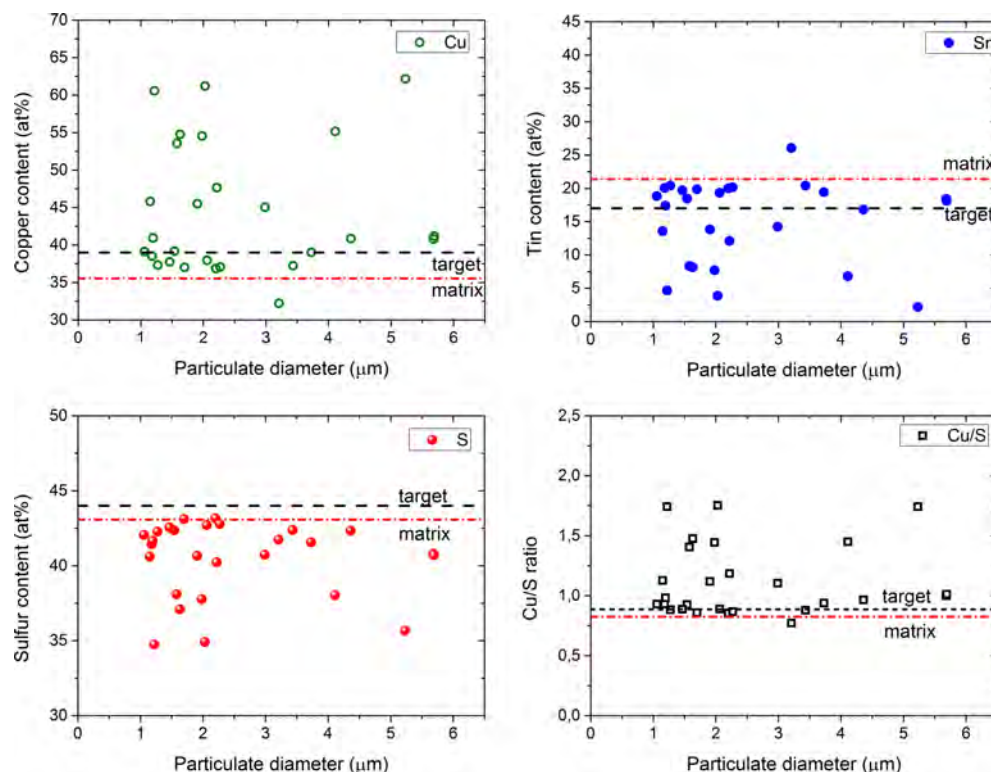 Copper content (at%)
70
65
60
55
50
45
40
35
30
Cu
target
matrix
0 1 2 3 4 5 6
Particulate diameter (μm)
Tin content (at%)
45
40
35
30
25
20
15
10
5
0
Sn
matrix
target
0 1 2 3 4 5 6
Particulate diameter (μm)
Sulfur content (at%)
50
45
40
35
30
S
target
matrix
0 1 2 3 4 5 6
Particulate diameter (μm)
Cu/S ratio
2,5
2,0
1,5
1,0
0,5
0,0
Cu/S
target
matrix
0 1 2 3 4 5 6
Particulate diameter (μm)